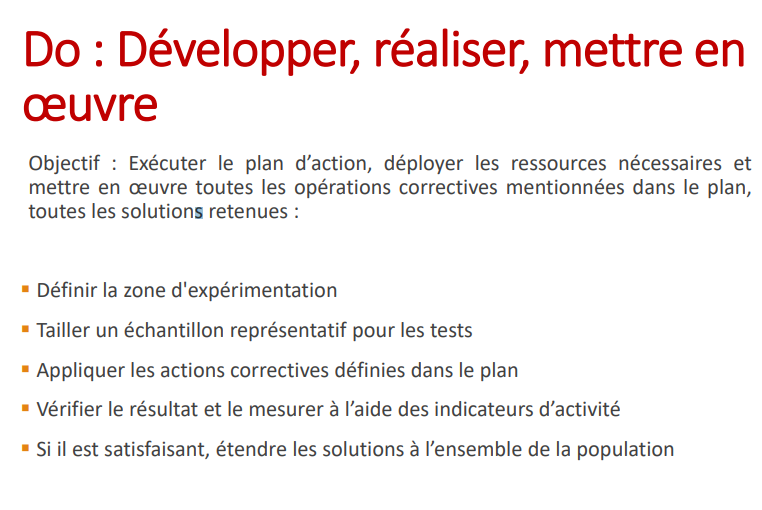 Do : Développer, réaliser, mettre en
œuvre
Objectif : Exécuter le plan d’action, déployer les ressources nécessaires et
mettre en œuvre toutes les opérations correctives mentionnées dans le plan,
toutes les solutions retenues :
▪ Définir la zone d'expérimentation
▪ Tailler un échantillon représentatif pour les tests
▪ Appliquer les actions correctives définies dans le plan
▪ Vérifier le résultat et le mesurer à l’aide des indicateurs d’activité
▪ Si il est satisfaisant, étendre les solutions à l’ensemble de la population